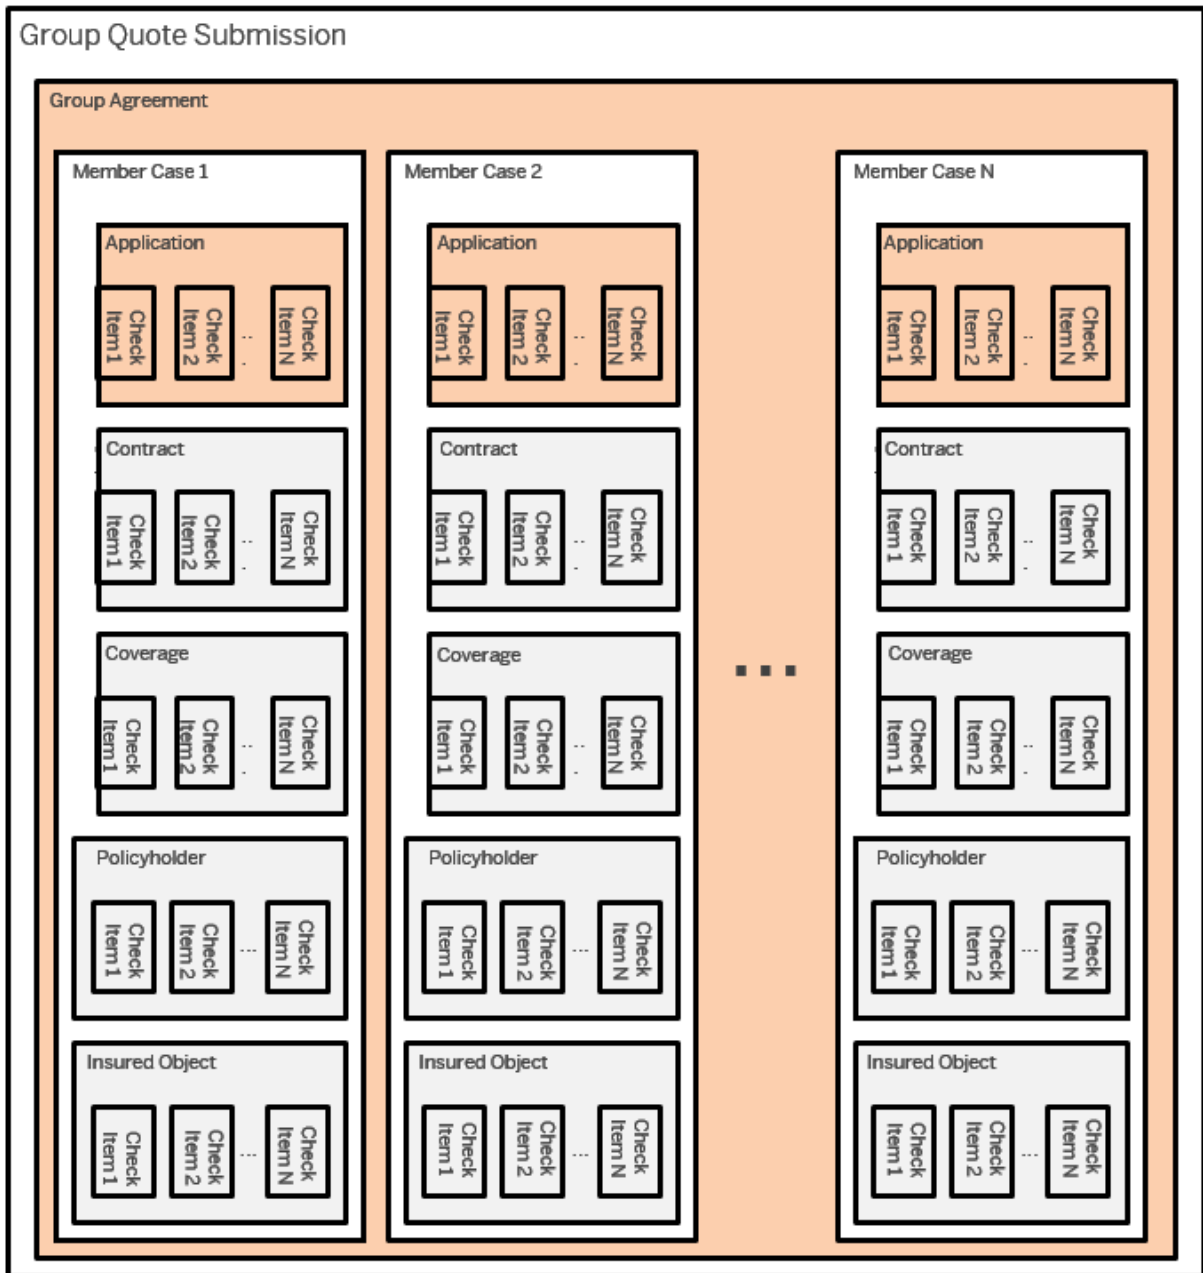 Group Quote Submission
Group Agreement
Member Case 1
Application
Check
Item 1
Check
Item 2
..
.
Check
Item N
Contract
Check
Item 1
Check
Item 2
..
.
Check
Item N
Coverage
Check
Item 1
Check
Item 2
..
.
Check
Item N
Policyholder
Check
Item 1
Check
Item 2
...
Check
Item N
Insured Object
Check
Item 1
Check
Item 2
...
Check
Item N
Member Case 2
Application
Check
Item 1
Check
Item 2
..
.
Check
Item N
Contract
Check
Item 1
Check
Item 2
..
.
Check
Item N
Coverage
Check
Item 1
Check
Item 2
..
.
Check
Item N
Policyholder
Check
Item 1
Check
Item 2
...
Check
Item N
Insured Object
Check
Item 1
Check
Item 2
...
Check
Item N
...
Member Case N
Application
Check
Item 1
Check
Item 2
..
.
Check
Item N
Contract
Check
Item 1
Check
Item 2
..
.
Check
Item N
Coverage
Check
Item 1
Check
Item 2
..
.
Check
Item N
Policyholder
Check
Item 1
Check
Item 2
...
Check
Item N
Insured Object
Check
Item 1
Check
Item 2
...
Check
Item N